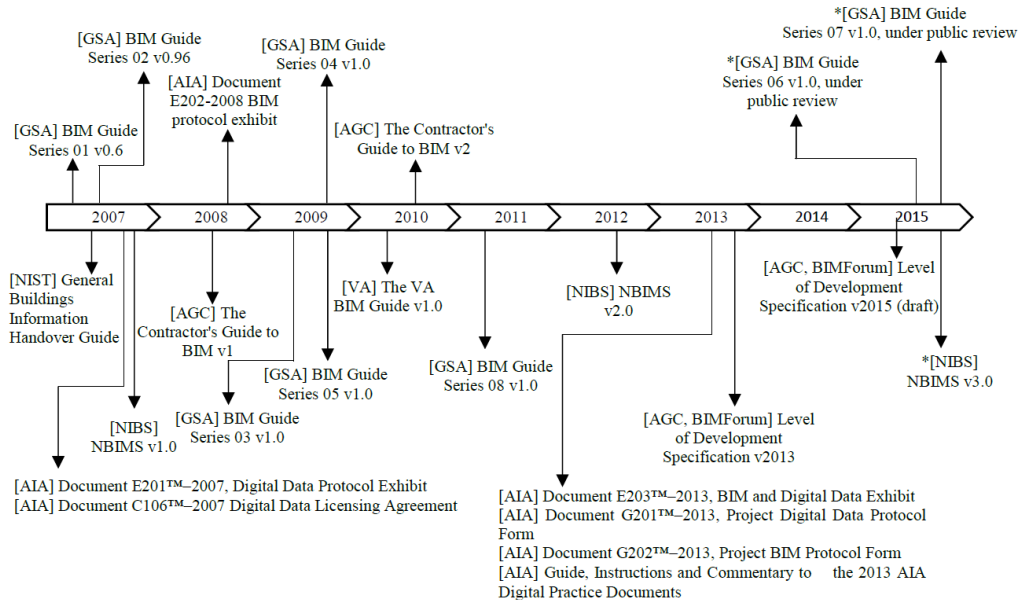 *[GSA] BIM Guide
Series 07 v1.0, under public review
[GSA] BIM Guide
Series 02 v0.96
[GSA] BIM Guide
Series 04 v1.0
*[GSA] BIM Guide
Series 06 v1.0, under
public review
[AIA] Document
E202-2008 BIM
protocol exhibit
[GSA] BIM Guide
Series 01 v0.6
[AGC] The Contractor's
Guide to BIM v2
2007
2008
2009
2010
2011
2012
2013
2014
2015
[NIST] General
Buildings
Information
Handover Guide
[AGC] The
Contractor's Guide to
BIM v1
[VA] The VA
BIM Guide v1.0
[NIBS] NBIMS
v2.0
[AGC, BIMForum] Level
of Development
Specification v2015 (draft)
[GSA] BIM Guide
Series 05 v1.0
[GSA] BIM Guide
Series 08 v1.0
*[NIBS]
NBIMS v3.0
[NIBS]
NBIMS v1.0
[GSA] BIM Guide
Series 03 v1.0
[AGC, BIMForum] Level
of Development
Specification v2013
[AIA] Document E201™–2007, Digital Data Protocol Exhibit
[AIA] Document C106™–2007 Digital Data Licensing Agreement
[AIA] Document E203™–2013, BIM and Digital Data Exhibit
[AIA] Document G201™–2013, Project Digital Data Protocol
Form
[AIA] Document G202™–2013, Project BIM Protocol Form
[AIA] Guide, Instructions and Commentary to the 2013 AIA
Digital Practice Documents